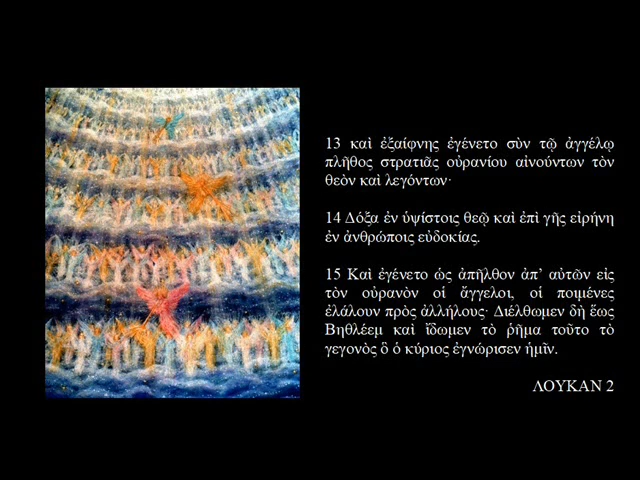 13 καὶ ἐξαίφνης ἐγένετο σὺν τῷ ἀγγέλῳ
πλῆθος στρατιᾶς οὐρανίου αἰνούντων τὸν
θεὸν καὶ λεγόντων·
14 Δόξα ἐν ὑψίστοις θεῷ καὶ ἐπὶ γῆς εἰρήνη
ἐν ἀνθρώποις εὐδοκίας.
15 Καὶ ἐγένετο ὡς ἀπῆλθον ἀπ’ αὐτῶν εἰς
τὸν οὐρανὸν οἱ ἄγγελοι, οἱ ποιμένες
ἐλάλουν πρὸς ἀλλήλους· Διέλθωμεν δὴ ἕως
Βηθλέεμ καὶ ἴδωμεν τὸ ῥῆμα τοῦτο τὸ
γεγονὸς ὃ ὁ κύριος ἐγνώρισεν ἡμῖν.
ΛΟΥΚΑΝ 2